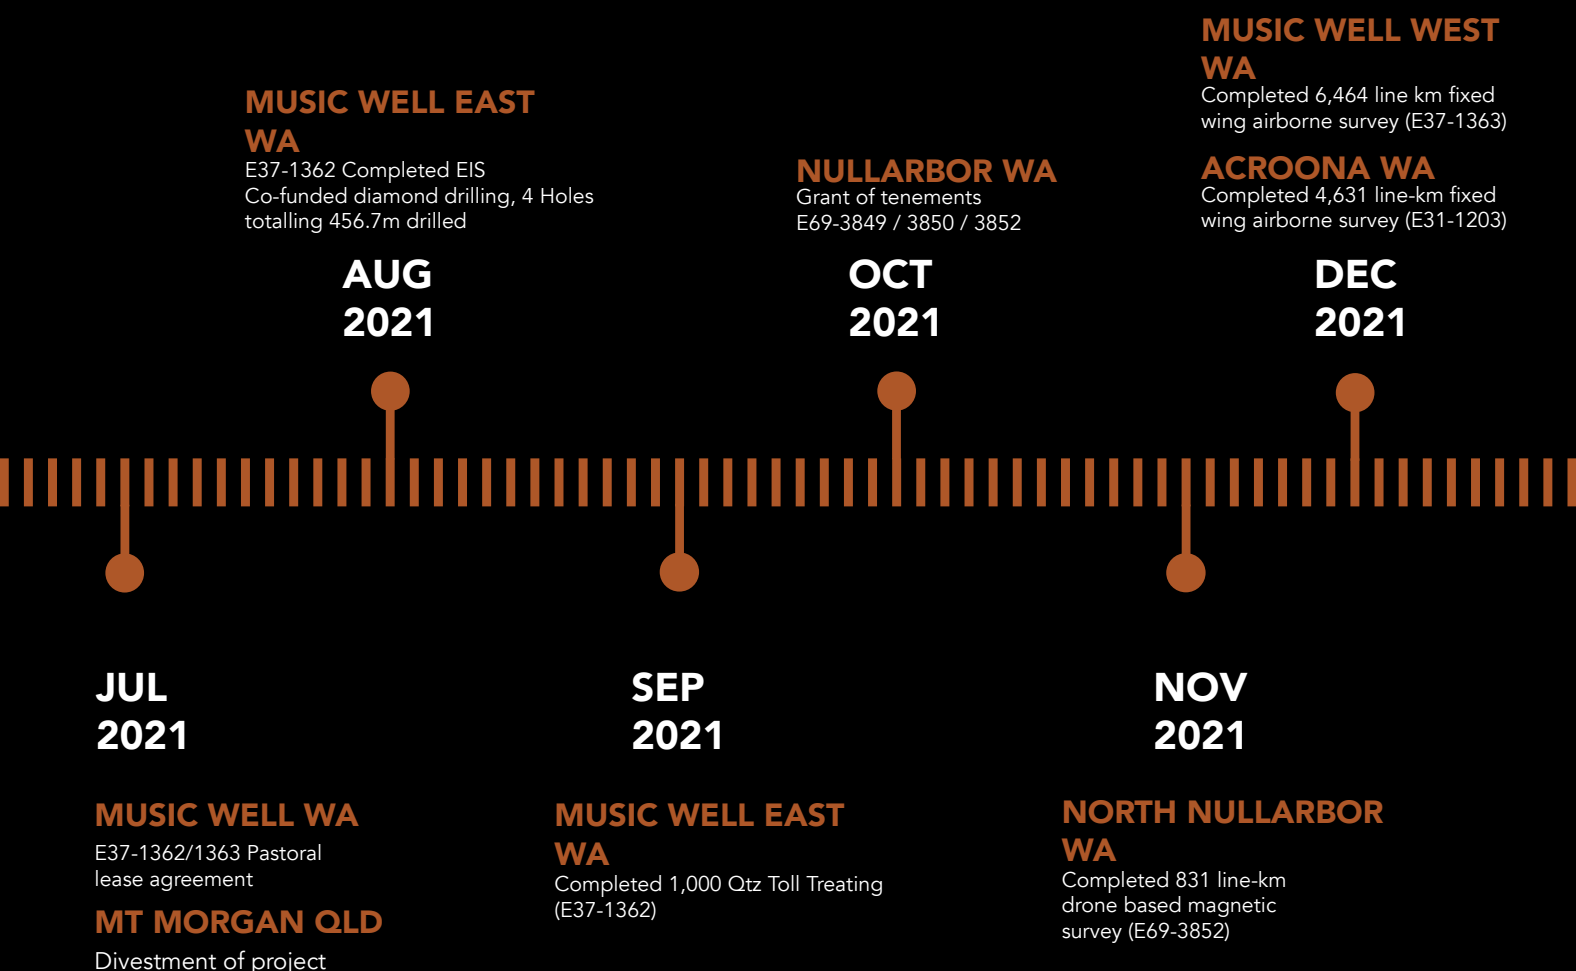 MUSIC WELL EAST
WA
E37-1362 Completed EIS
Co-funded diamond drilling, 4 Holes
totalling 456.7m drilled
AUG
2021
NULLARBOR WA
Grant of tenements
E69-3849 / 3850 / 3852
OCT
2021
MUSIC WELL WEST
WA
Completed 6,464 line km fixed
wing airborne survey (E37-1363)
ACROONA WA
Completed 4,631 line-km fixed
wing airborne survey (E31-1203)
DEC
2021
JUL
2021
MUSIC WELL WA
E37-1362/1363 Pastoral
lease agreement
MT MORGAN QLD
Divestment of project
SEP
2021
MUSIC WELL EAST
WA
Completed 1,000 Qtz Toll Treating
(E37-1362)
NOV
2021
NORTH NULLARBOR
WA
Completed 831 line-km
drone based magnetic
survey (E69-3852)